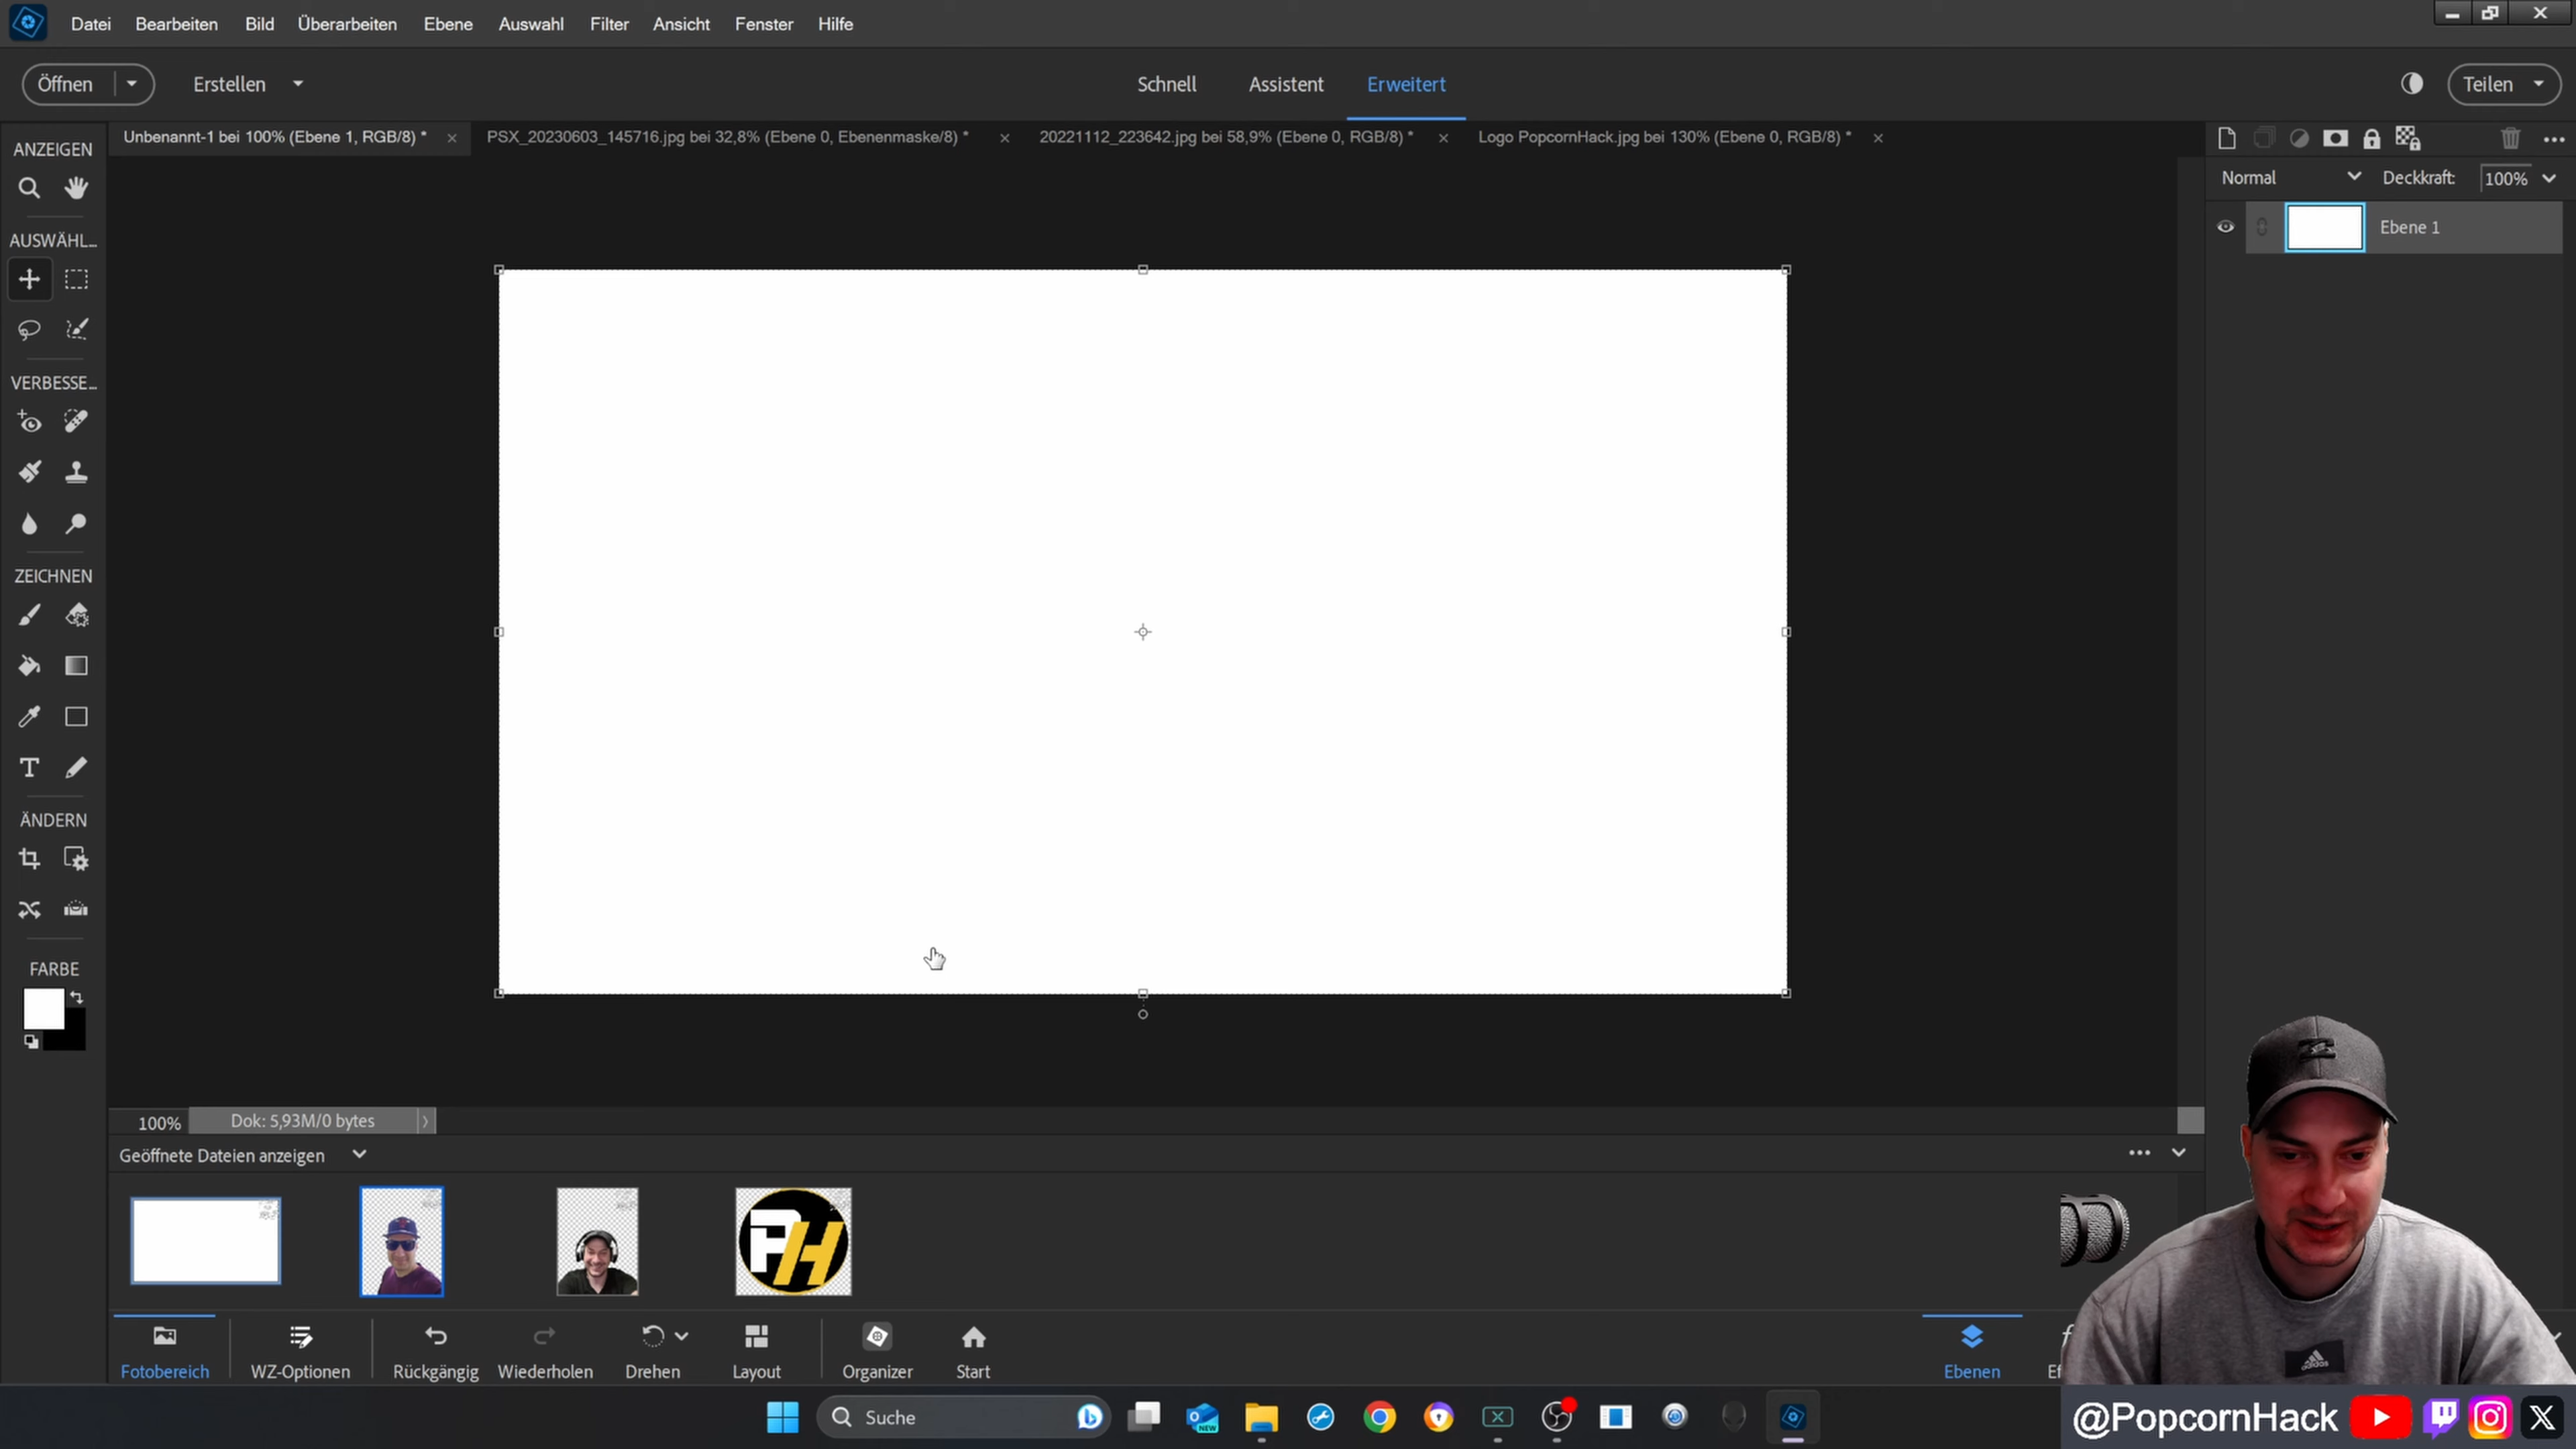 Datei Bearbeiten Bild Überarbeiten Ebene Auswahl Filter Ansicht Fenster Hilfe
Öffnen Erstellen Schnell Assistent Erweitert Teilen
Unbenannt-1 bei 100% (Ebene 1, RGB/8) * PSX_20230603_145716.jpg bei 32,8% (Ebene 0, Ebenenmaske/8) * 20221112_223642.jpg bei 58,9% (Ebene 0, RGB/8) * Logo PopcornHack.jpg bei 130% (Ebene 0, RGB/8) *
ANZEIGEN
Normal Deckkraft: 100%
Ebene 1
AUSWÄHL...
VERBESSE...
ZEICHNEN
ÄNDERN
FARBE
100% Dok: 5,93M/0 bytes
Geöffnete Dateien anzeigen
PH
Fotobereich WZ-Optionen Rückgängig Wiederholen Drehen Layout Organizer Start Ebenen
adidas
Suche
NEW
@PopcornHack